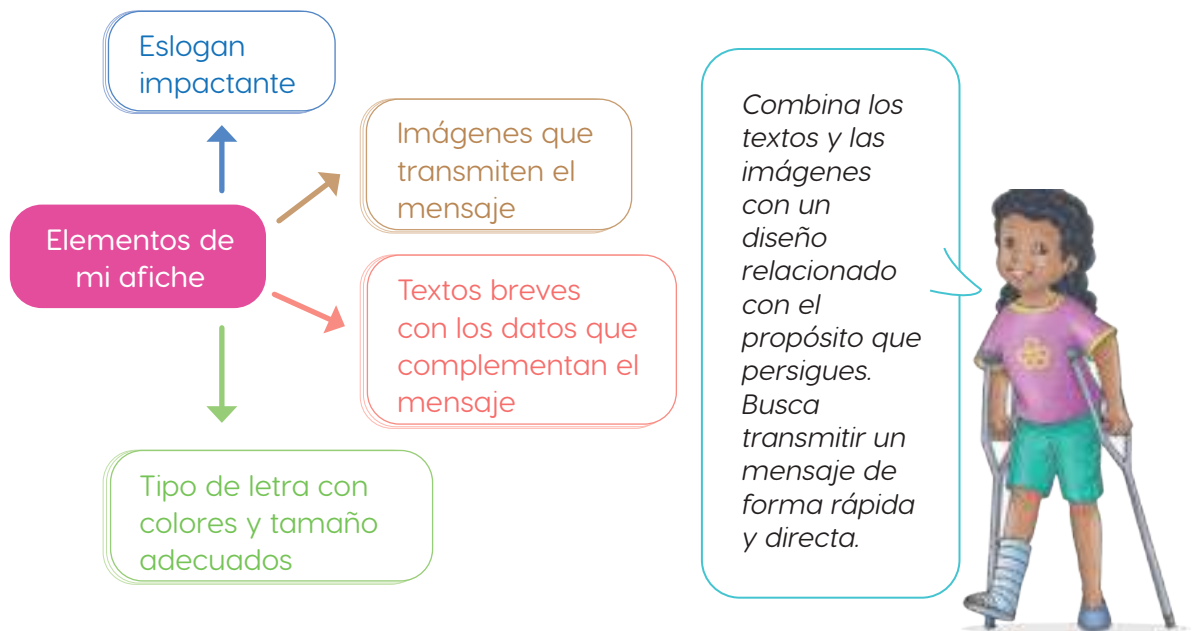 Eslogan
impactante
Imágenes que
transmiten el
mensaje
Elementos de
mi afiche
Textos breves
con los datos que
complementan el
mensaje
Tipo de letra con
colores y tamaño
adecuados
Combina los
textos y las
imágenes
con un
diseño
relacionado
con el
propósito que
persigues.
Busca
transmitir un
mensaje de
forma rápida
y directa.